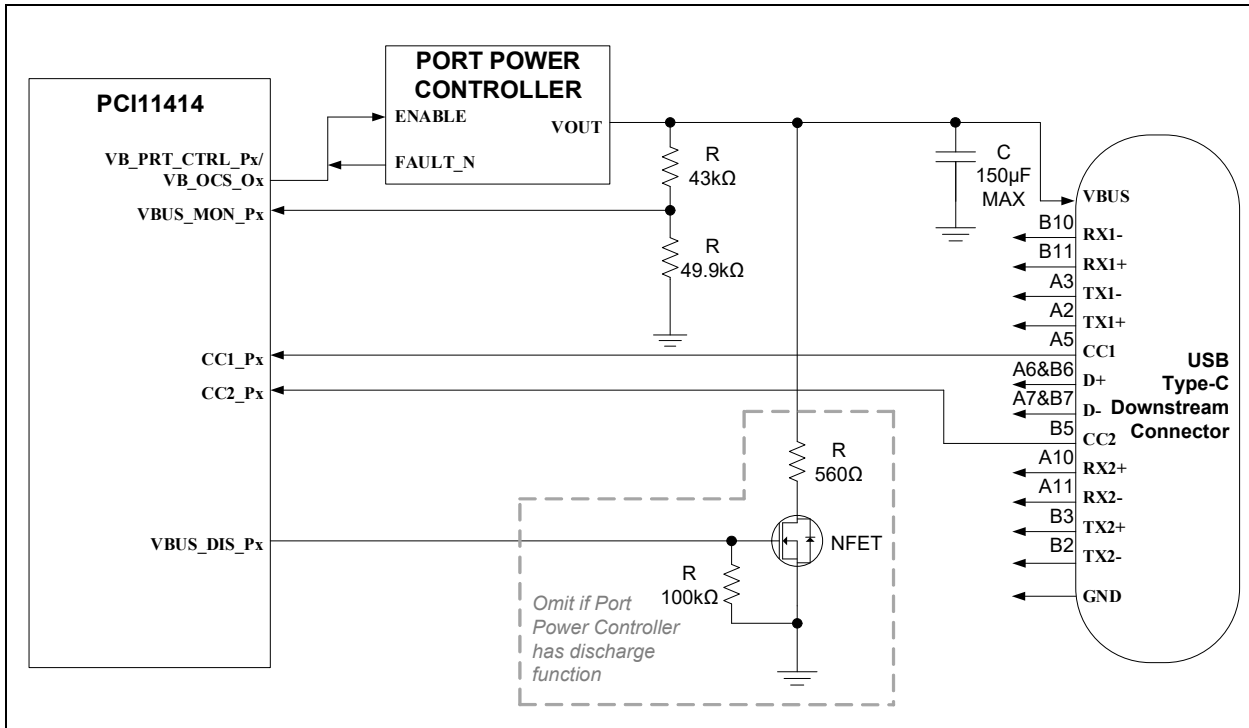 PORT POWER
CONTROLLER
ENABLE
VOUT
FAULT_N
PCI11414
VB_PRT_CTRL_Px/
VB_OCS_Ox
VBUS_MON_Px
CC1_Px
CC2_Px
VBUS_DIS_Px
R
43kΩ
R
49.9kΩ
C
150µF
MAX
R
560Ω
NFET
R
100kΩ
Omit if Port
Power Controller
has discharge
function
VBUS
B10 RX1-
B11 RX1+
A3 TX1-
A2 TX1+
A5 CC1
A6&B6 D+
A7&B7 D-
B5 CC2
A10 RX2+
A11 RX2-
B3 TX2+
B2 TX2-
GND
USB
Type-C
Downstream
Connector